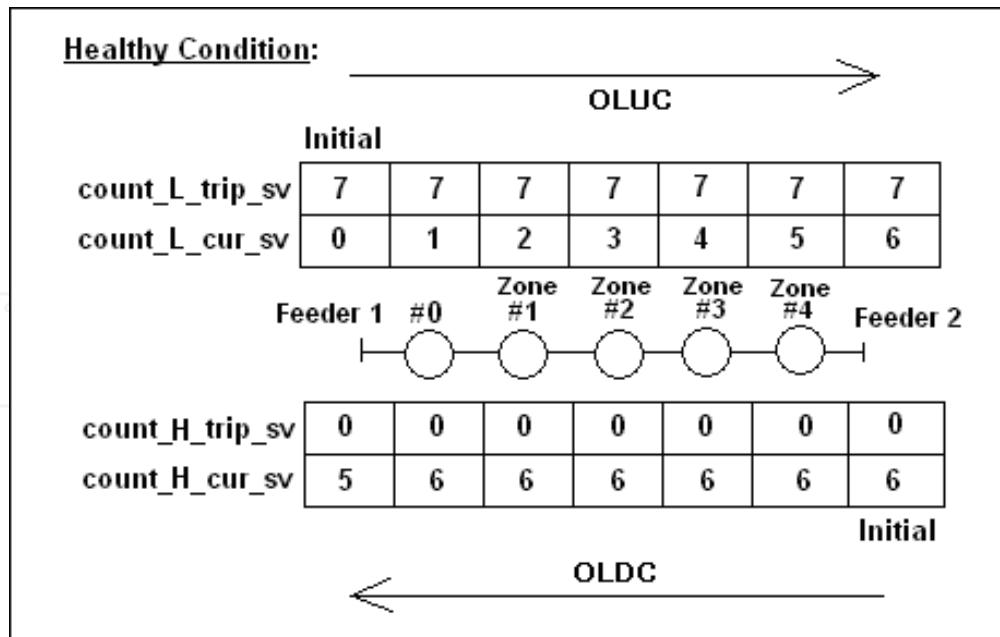 Healthy Condition:
OLUC
Initial
count_L_trip_sv 7 7 7 7 7 7 7
count_L_cur_sv 0 1 2 3 4 5 6
Feeder 1 #0 Zone #1 Zone #2 Zone #3 Zone #4 Feeder 2
count_H_trip_sv 0 0 0 0 0 0 0
count_H_cur_sv 5 6 6 6 6 6 6
Initial
OLDC